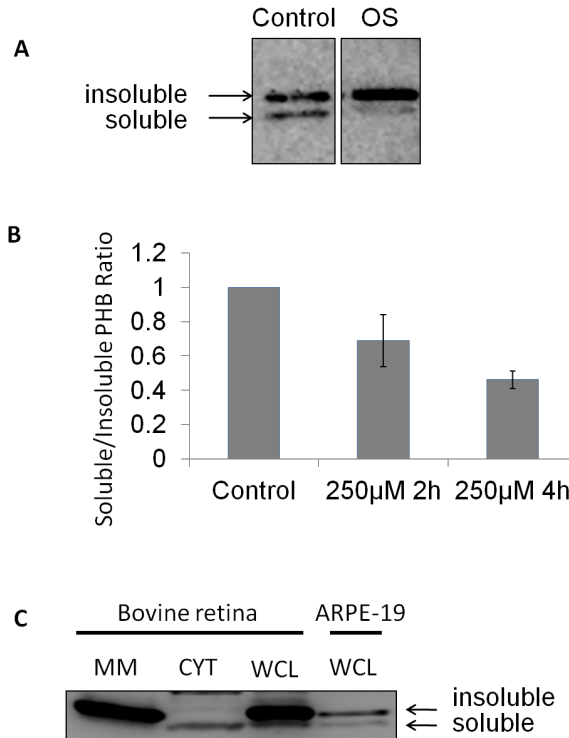 Control OS
A
insoluble
soluble
B
Soluble/Insoluble PHB Ratio
1.2
1
0.8
0.6
0.4
0.2
0
Control 250µM 2h 250µM 4h
C
Bovine retina ARPE-19
MM CYT WCL WCL
insoluble
soluble